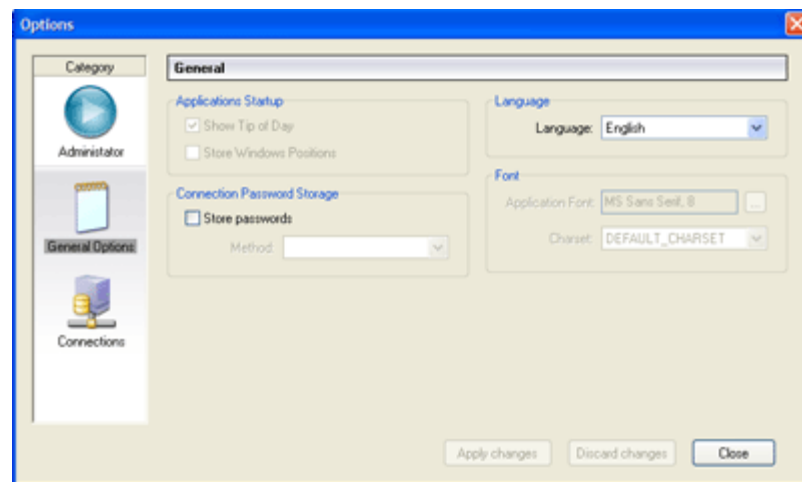 Options
Category
Administator
General Options
Connections
General
Applications Startup
Show Tip of Day
Store Windows Positions
Connection Password Storage
Store passwords
Method:
Language
Language: English
Font
Application Font: MS Sans Serif, 8 ...
Charset: DEFAULT_CHARSET
Apply changes Discard changes Close